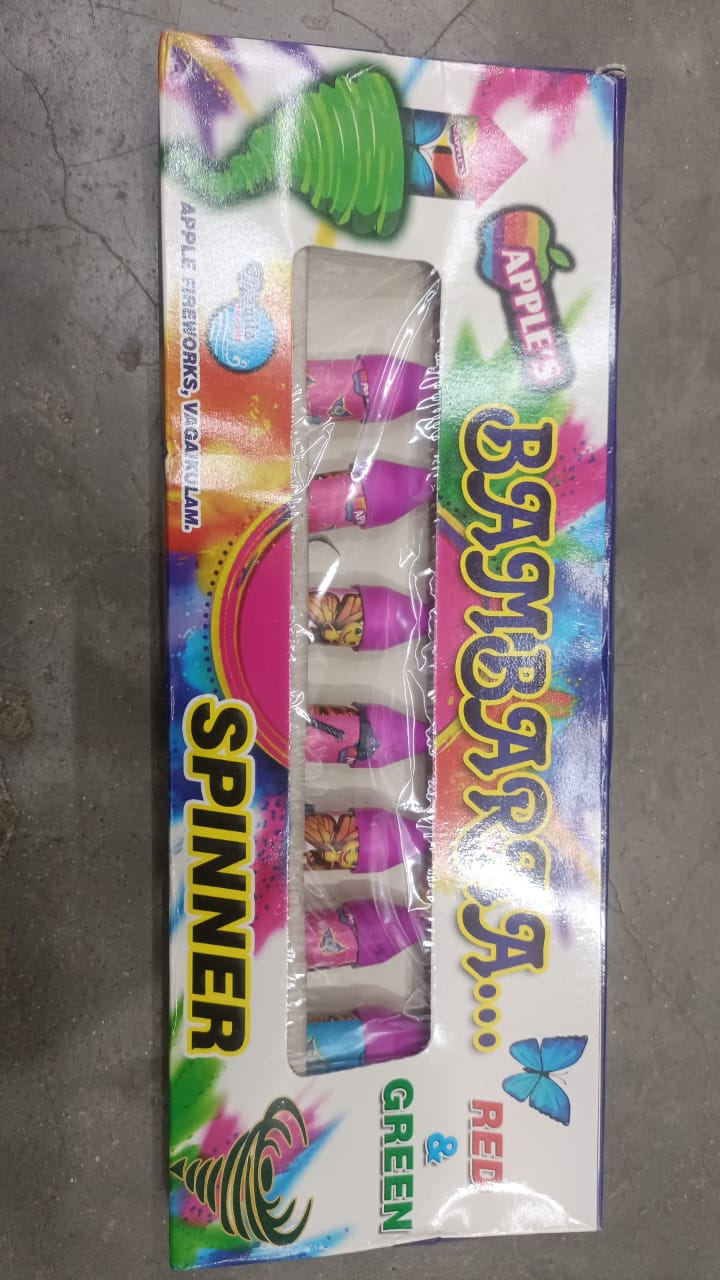 APPLE'S
BAMBARAA...
RED
&
GREEN
SPINNER
APPLE FIREWORKS, VAGAIKULAM.